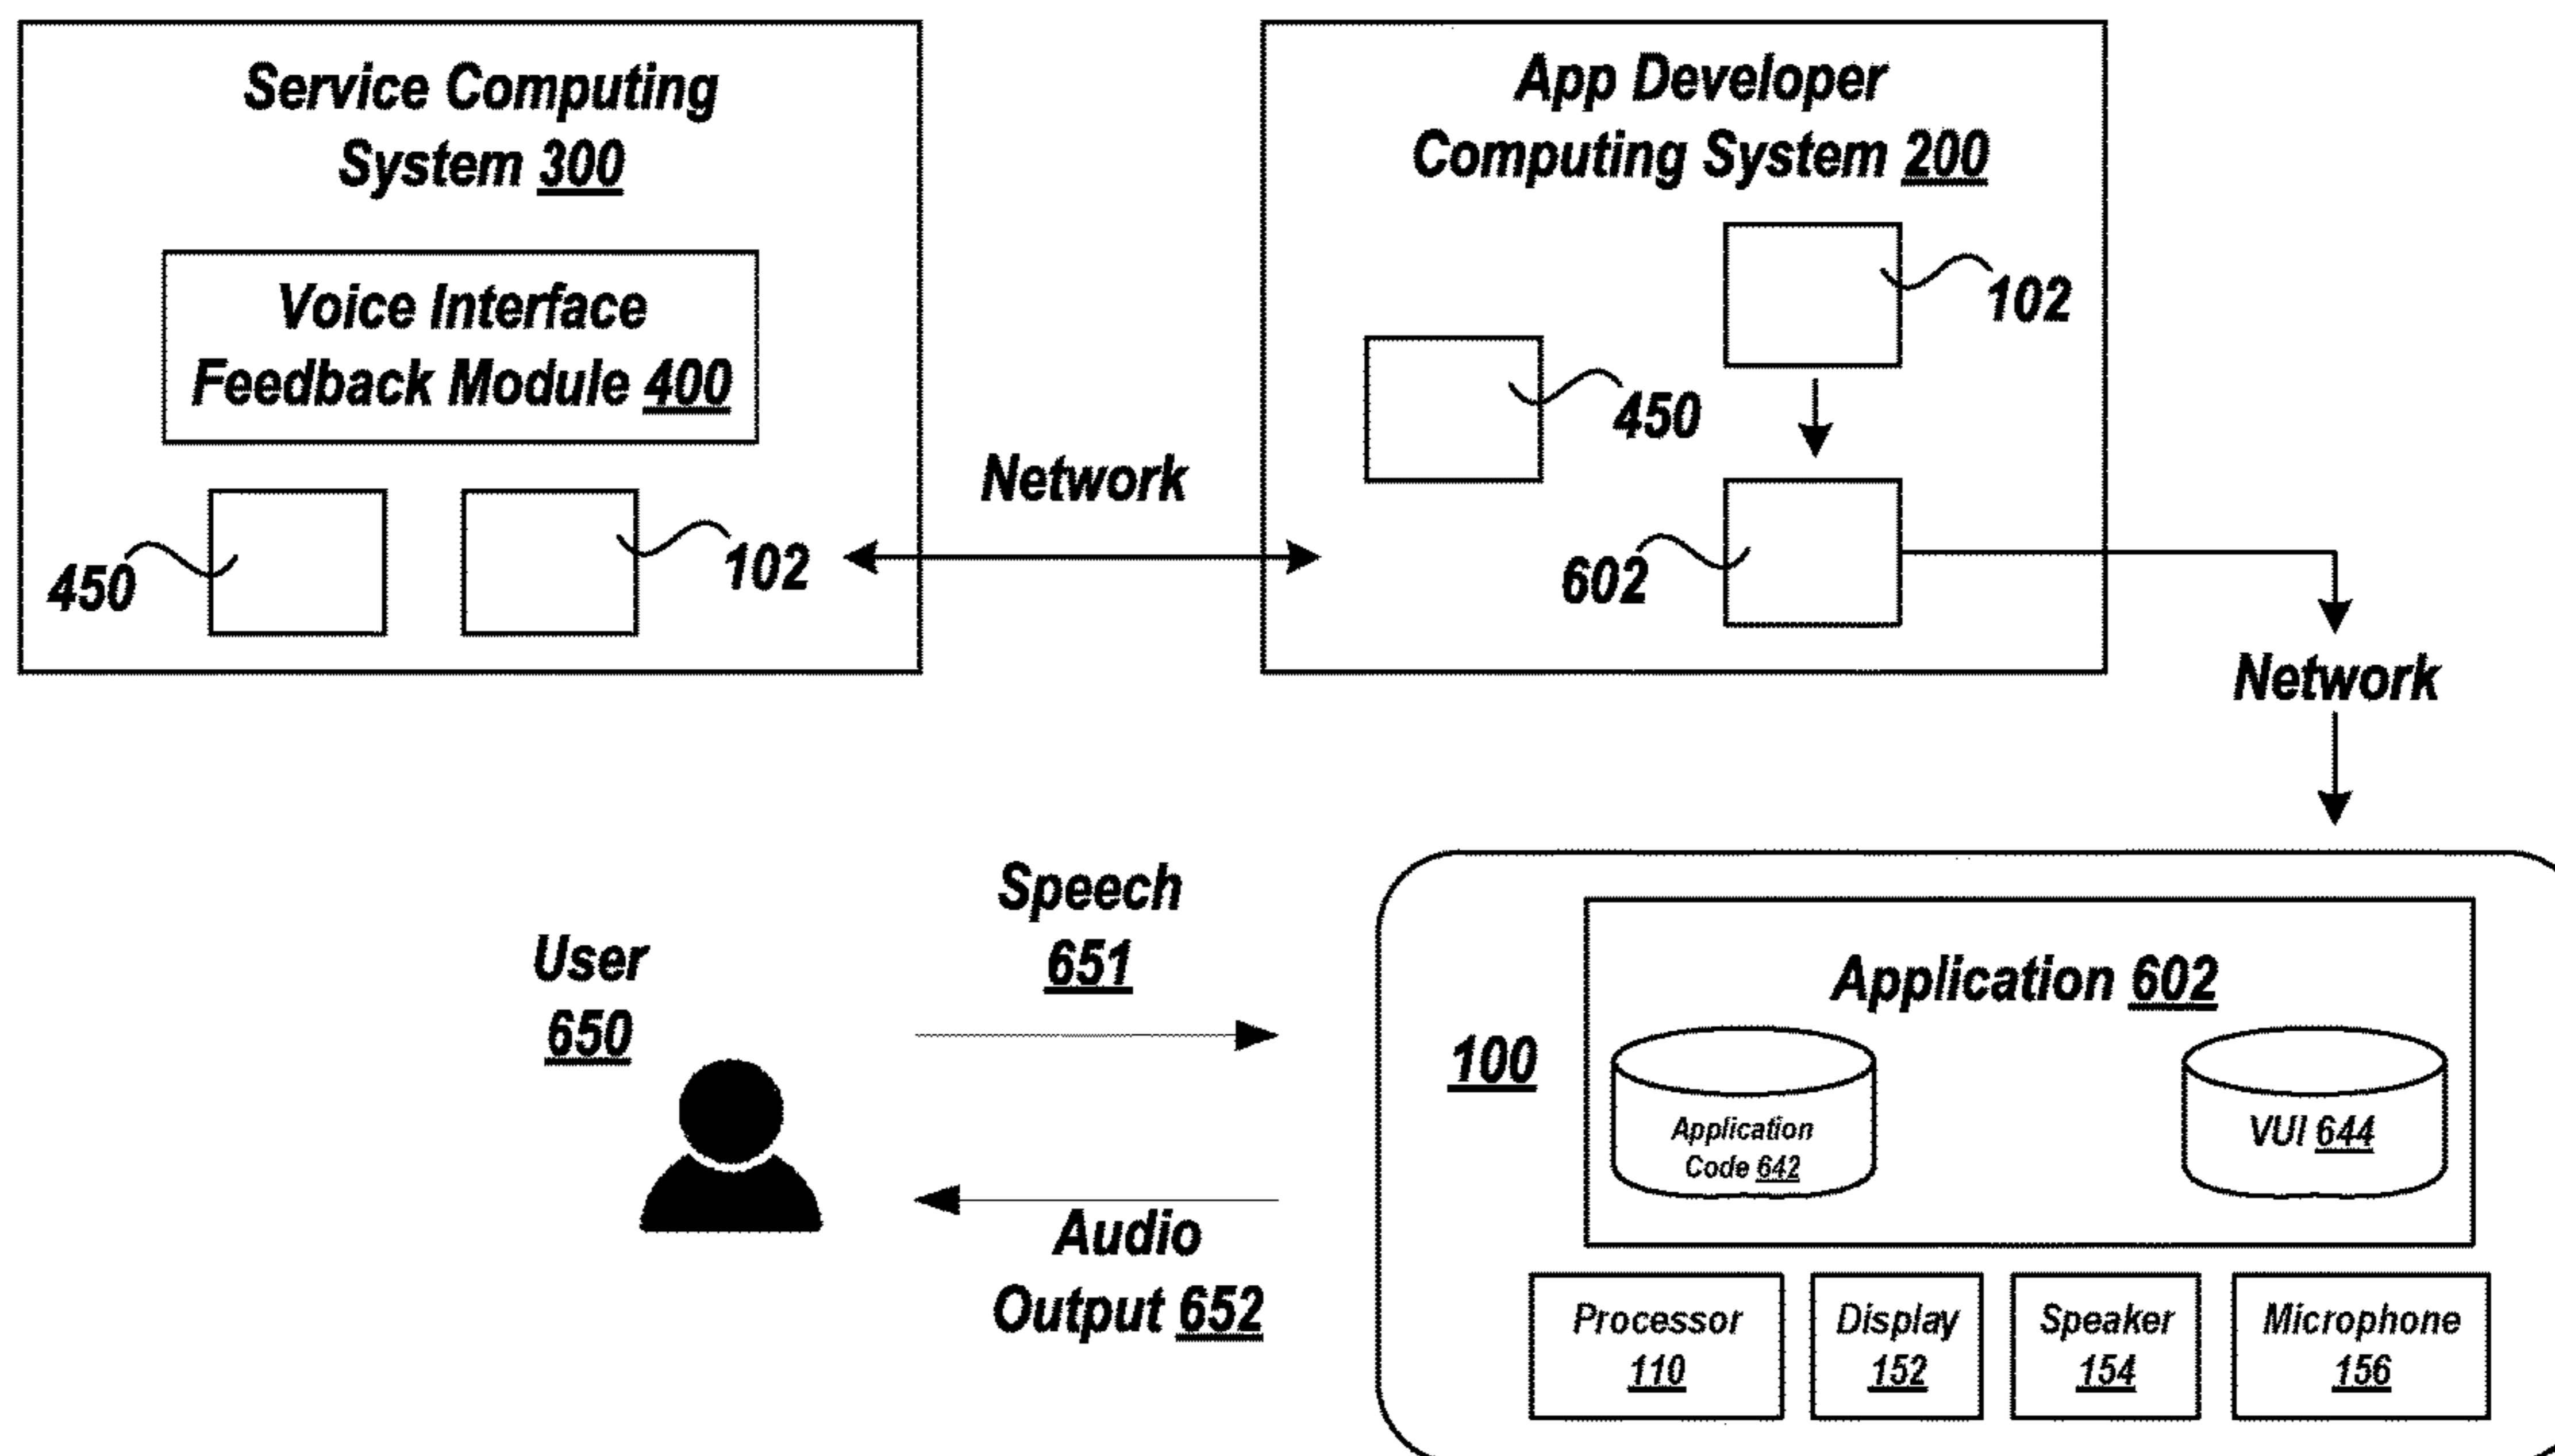 Service Computing
System 300
Voice Interface
Feedback Module 400
450
102
Network
App Developer
Computing System 200
102
450
602
Network
User
650
Speech
651
Audio
Output 652
100
Application 602
Application
Code 642
VUI 644
Processor
110
Display
152
Speaker
154
Microphone
156